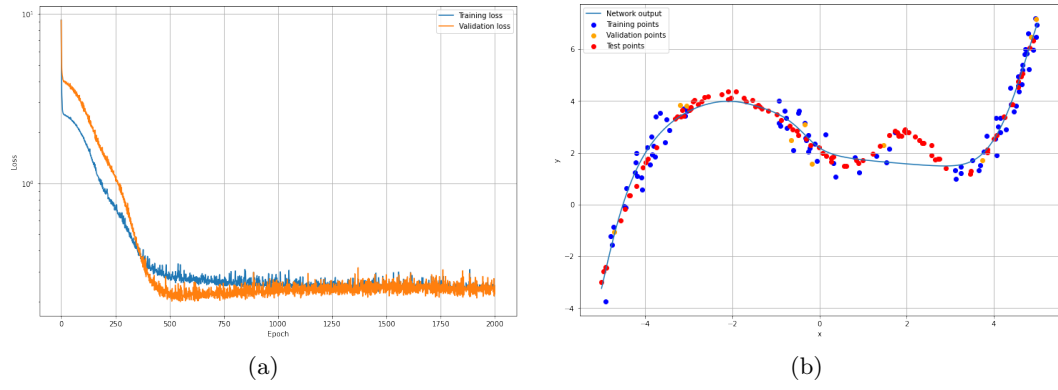 10¹
10⁰
Loss
0
250
500
750
1000
1250
1500
1750
2000
Epoch
Training loss
Validation loss
(a)
6
4
2
0
−2
−4
y
−4
−2
0
2
4
x
Network output
Training points
Validation points
Test points
(b)